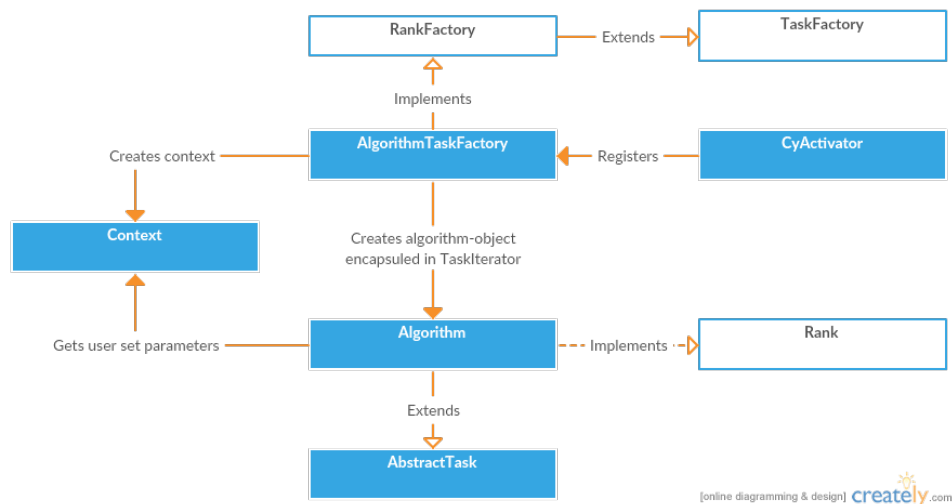 RankFactory
Extends
TaskFactory
Implements
Creates context
AlgorithmTaskFactory
Registers
CyActivator
Context
Creates algorithm-object
encapsuled in TaskIterator
Gets user set parameters
Algorithm
Implements
Rank
Extends
AbstractTask
[online diagramming & design] creately.com